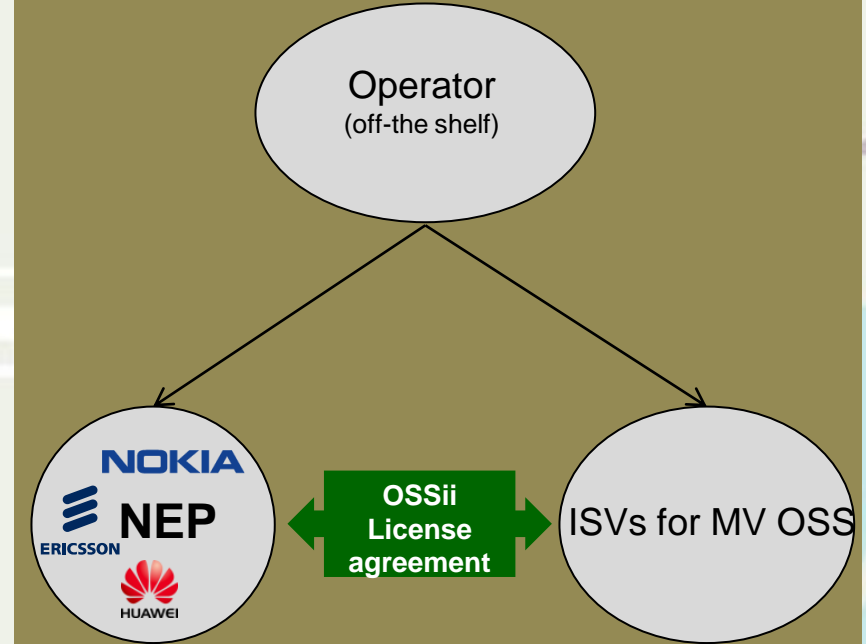 Operator
(off-the shelf)
NOKIA
NEP
ERICSSON
HUAWEI
OSSii
License
agreement
ISVs for MV OSS